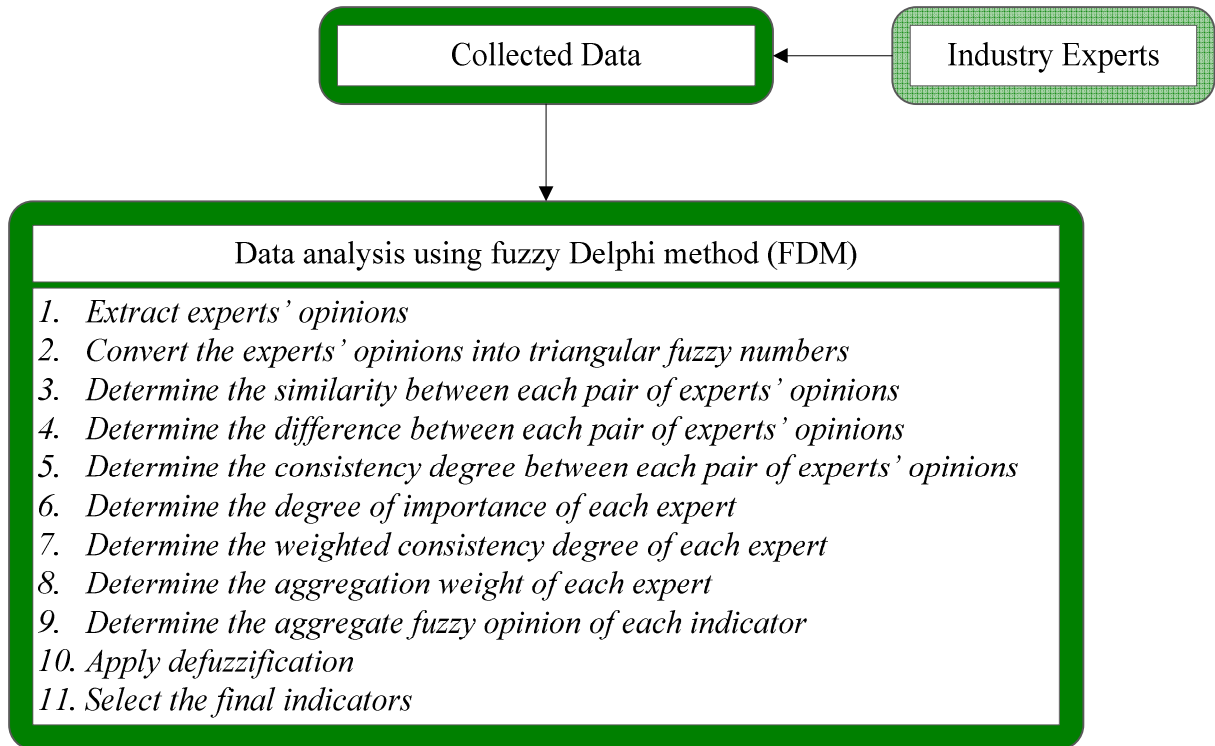 Collected Data
Industry Experts
Data analysis using fuzzy Delphi method (FDM)
1. Extract experts’ opinions
2. Convert the experts’ opinions into triangular fuzzy numbers
3. Determine the similarity between each pair of experts’ opinions
4. Determine the difference between each pair of experts’ opinions
5. Determine the consistency degree between each pair of experts’ opinions
6. Determine the degree of importance of each expert
7. Determine the weighted consistency degree of each expert
8. Determine the aggregation weight of each expert
9. Determine the aggregate fuzzy opinion of each indicator
10. Apply defuzzification
11. Select the final indicators